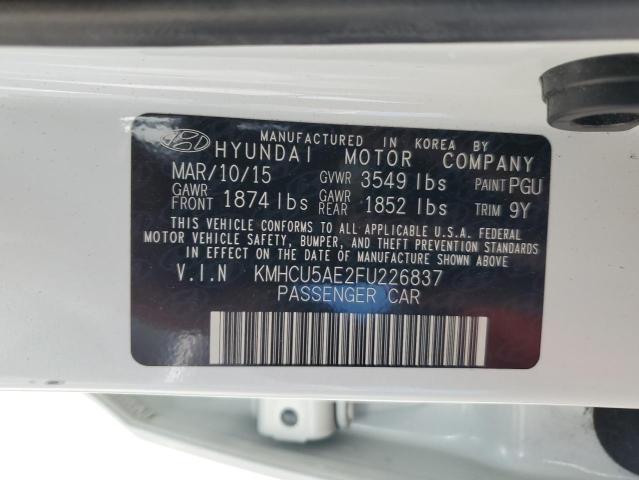 MANUFACTURED IN KOREA BY
HYUNDAI MOTOR COMPANY
MAR/10/15 GVWR 3549 lbs PAINT PGU
GAWR FRONT 1874 lbs GAWR REAR 1852 lbs TRIM 9Y
THIS VEHICLE CONFORMS TO ALL APPLICABLE U.S.A. FEDERAL
MOTOR VEHICLE SAFETY, BUMPER, AND THEFT PREVENTION STANDARDS
IN EFFECT ON THE DATE OF MANUFACTURE SHOWN ABOVE.
V.I.N KMHCU5AE2FU226837
PASSENGER CAR